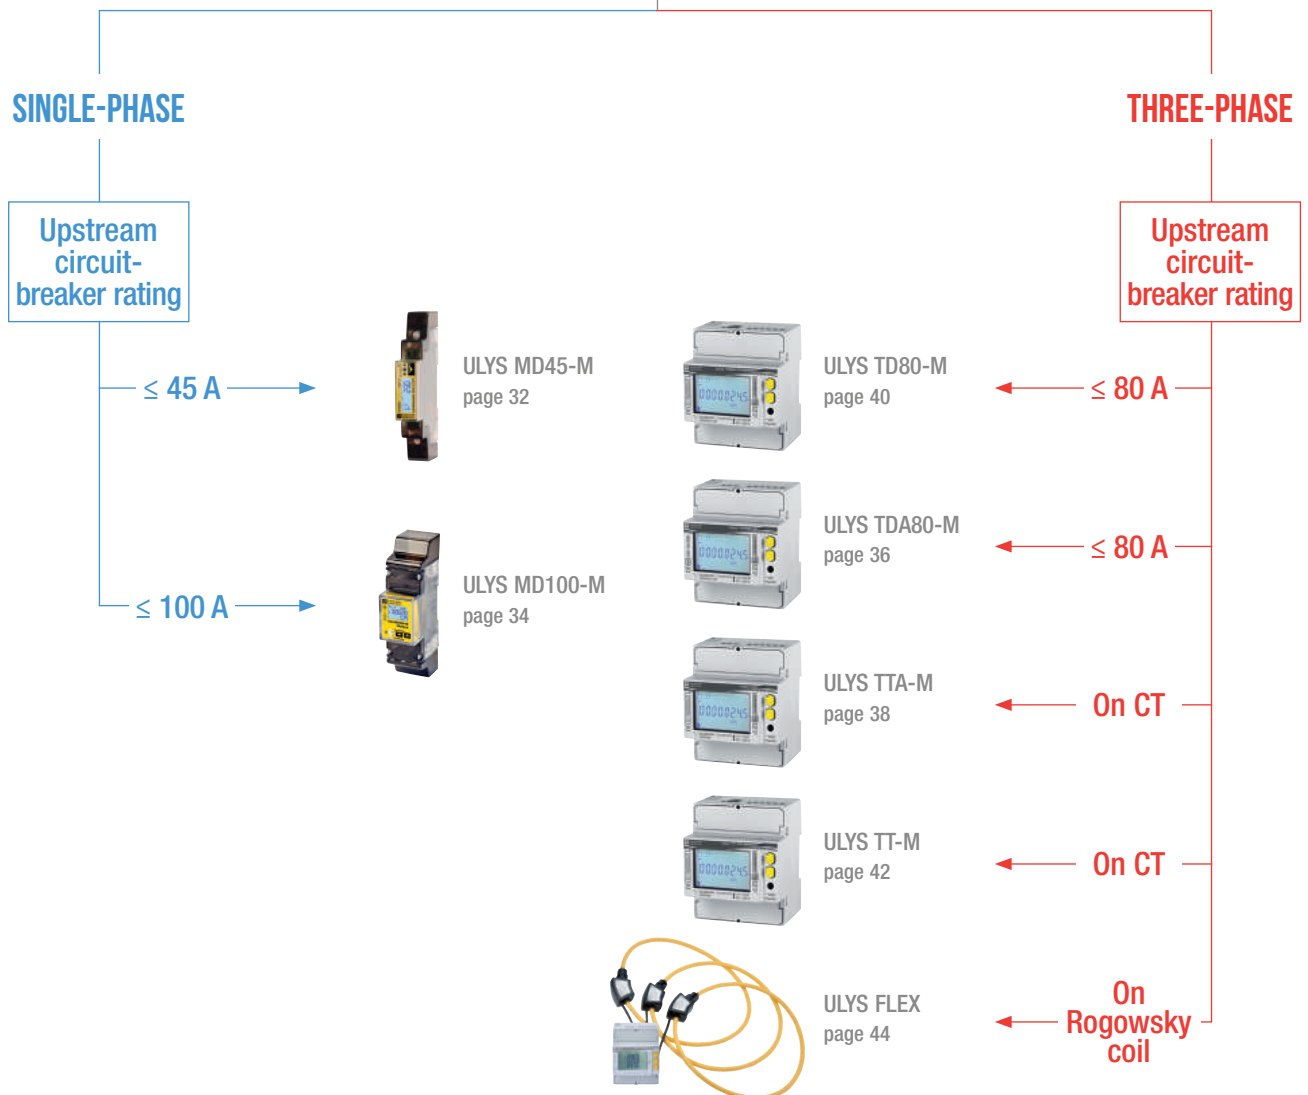 SINGLE-PHASE
Upstream
circuit-
breaker rating
≤ 45 A
ULYS MD45-M
page 32
≤ 100 A
ULYS MD100-M
page 34
THREE-PHASE
Upstream
circuit-
breaker rating
ULYS TD80-M
page 40
≤ 80 A
ULYS TDA80-M
page 36
≤ 80 A
ULYS TTA-M
page 38
On CT
ULYS TT-M
page 42
On CT
ULYS FLEX
page 44
On
Rogowsky
coil